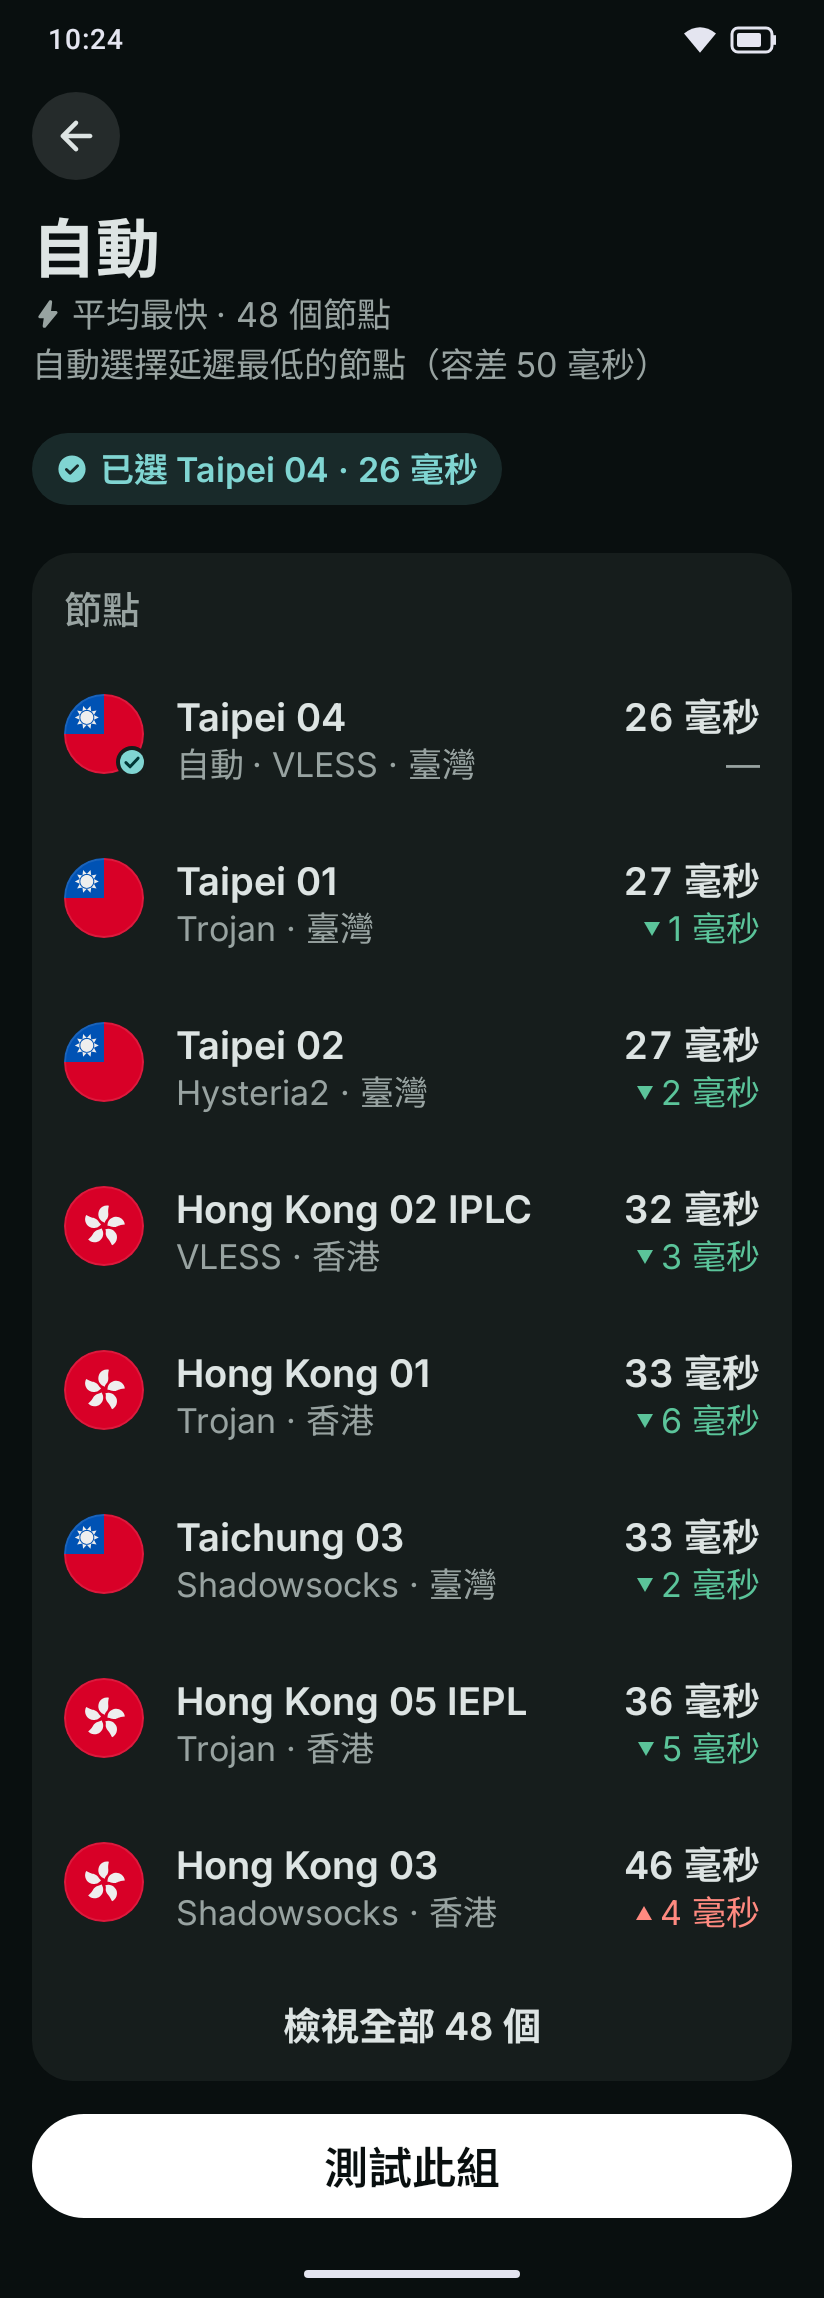 10:24
自動
平均最快 · 48 個節點
自動選擇延遲最低的節點（容差 50 毫秒）
已選 Taipei 04 · 26 毫秒
節點
Taipei 04 26 毫秒
自動 · VLESS · 臺灣 —
Taipei 01 27 毫秒
Trojan · 臺灣 ▼1 毫秒
Taipei 02 27 毫秒
Hysteria2 · 臺灣 ▼2 毫秒
Hong Kong 02 IPLC 32 毫秒
VLESS · 香港 ▼3 毫秒
Hong Kong 01 33 毫秒
Trojan · 香港 ▼6 毫秒
Taichung 03 33 毫秒
Shadowsocks · 臺灣 ▼2 毫秒
Hong Kong 05 IEPL 36 毫秒
Trojan · 香港 ▼5 毫秒
Hong Kong 03 46 毫秒
Shadowsocks · 香港 ▲4 毫秒
檢視全部 48 個
測試此組